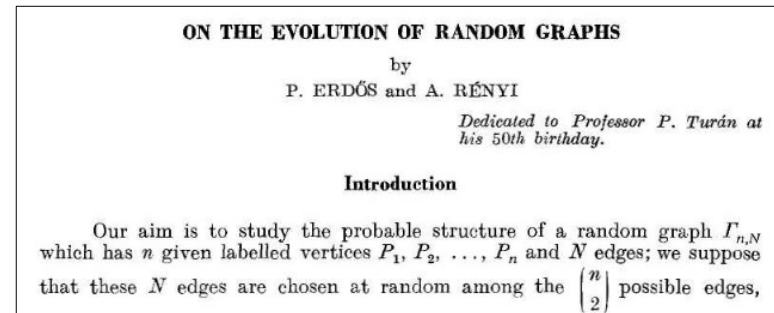 ON THE EVOLUTION OF RANDOM GRAPHS
by
P. ERDŐS and A. RÉNYI
Dedicated to Professor P. Turán at
his 50th birthday.
Introduction
Our aim is to study the probable structure of a random graph Γn,N
which has n given labelled vertices P1, P2, ..., Pn and N edges; we suppose
that these N edges are chosen at random among the (n 2) possible edges,